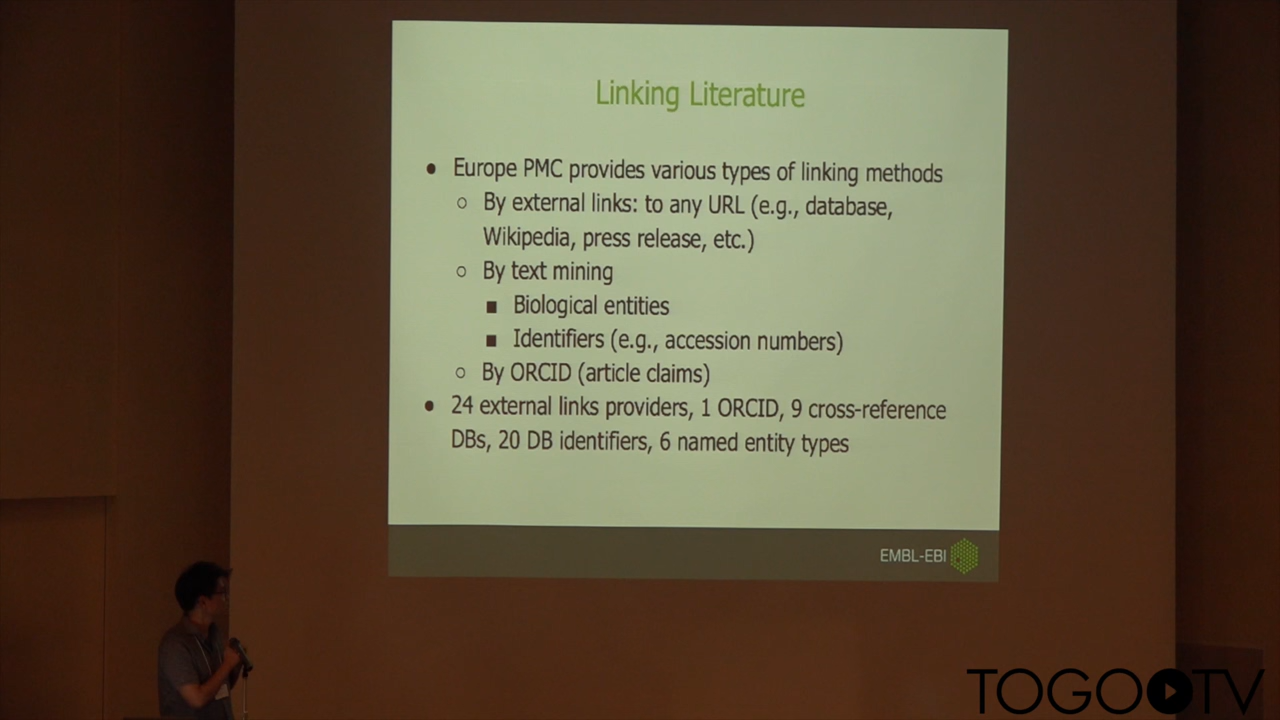 Linking Literature
● Europe PMC provides various types of linking methods
○ By external links: to any URL (e.g., database,
Wikipedia, press release, etc.)
○ By text mining
■ Biological entities
■ Identifiers (e.g., accession numbers)
○ By ORCID (article claims)
● 24 external links providers, 1 ORCID, 9 cross-reference
DBs, 20 DB identifiers, 6 named entity types
EMBL-EBI
TOGOTV